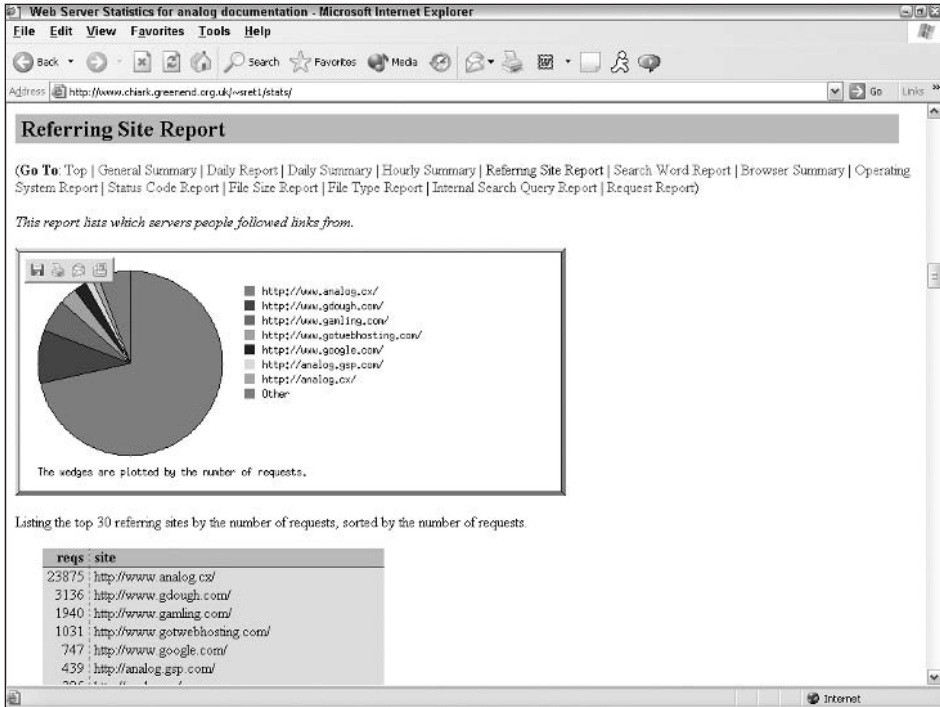 Web Server Statistics for analog documentation - Microsoft Internet Explorer
File Edit View Favorites Tools Help
Back Search Favorites Media
Address http://www.chiark.greenend.org.uk/~sret1/stats/ Go Links »
Referring Site Report
(Go To: Top | General Summary | Daily Report | Daily Summary | Hourly Summary | Referring Site Report | Search Word Report | Browser Summary | Operating
System Report | Status Code Report | File Size Report | File Type Report | Internal Search Query Report | Request Report)
This report lists which servers people followed links from.
http://www.analog.cx/
http://www.gdough.com/
http://www.gamling.com/
http://www.gotwebhosting.com/
http://www.google.com/
http://analog.gsp.com/
http://analog.cx/
Other
The wedges are plotted by the number of requests.
Listing the top 30 referring sites by the number of requests, sorted by the number of requests.
reqs site
23875 http://www.analog.cx/
3136 http://www.gdough.com/
1940 http://www.gamling.com/
1031 http://www.gotwebhosting.com/
747 http://www.google.com/
439 http://analog.gsp.com/
Internet